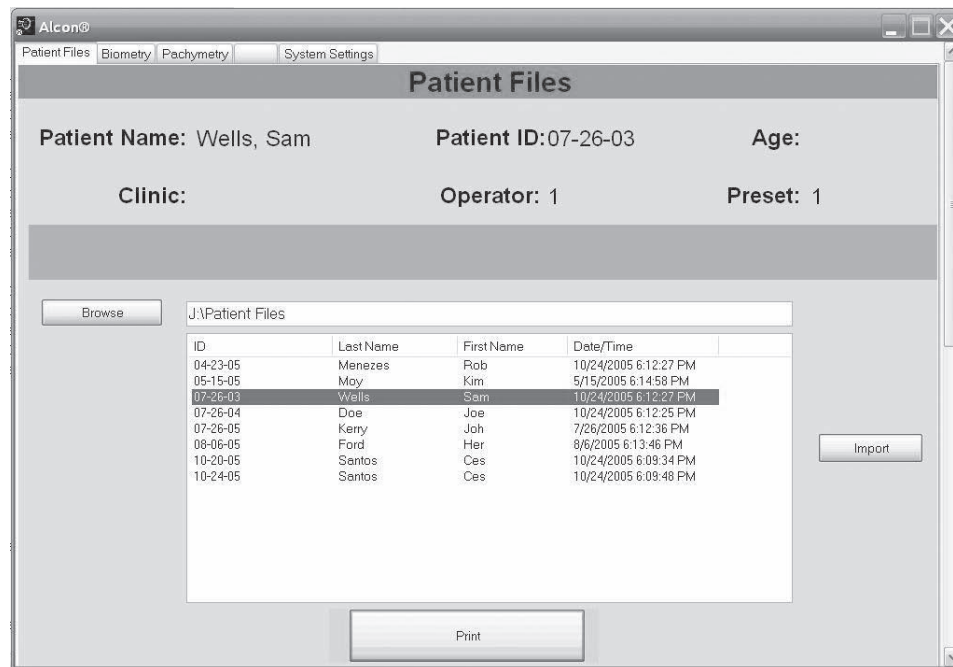 Alcon®
Patient Files Biometry Pachymetry System Settings
Patient Files
Patient Name: Wells, Sam Patient ID: 07-26-03 Age:
Clinic: Operator: 1 Preset: 1
Browse J:\Patient Files
ID Last Name First Name Date/Time
04-23-05 Menezes Rob 10/24/2005 6:12:27 PM
05-15-05 Moy Kim 5/15/2005 6:14:58 PM
07-26-03 Wells Sam 10/24/2005 6:12:27 PM
07-26-04 Doe Joe 10/24/2005 6:12:25 PM
07-26-05 Kerry Joh 7/26/2005 6:12:36 PM
08-06-05 Ford Her 8/6/2005 6:13:46 PM
10-20-05 Santos Ces 10/24/2005 6:09:34 PM
10-24-05 Santos Ces 10/24/2005 6:09:48 PM
Import
Print